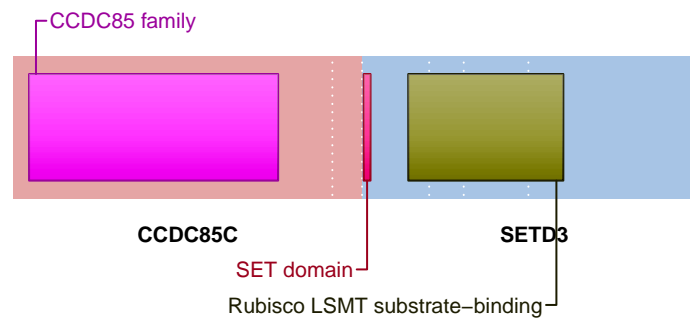 CCDC85 family
CCDC85C
SETD3
SET domain
Rubisco LSMT substrate−binding